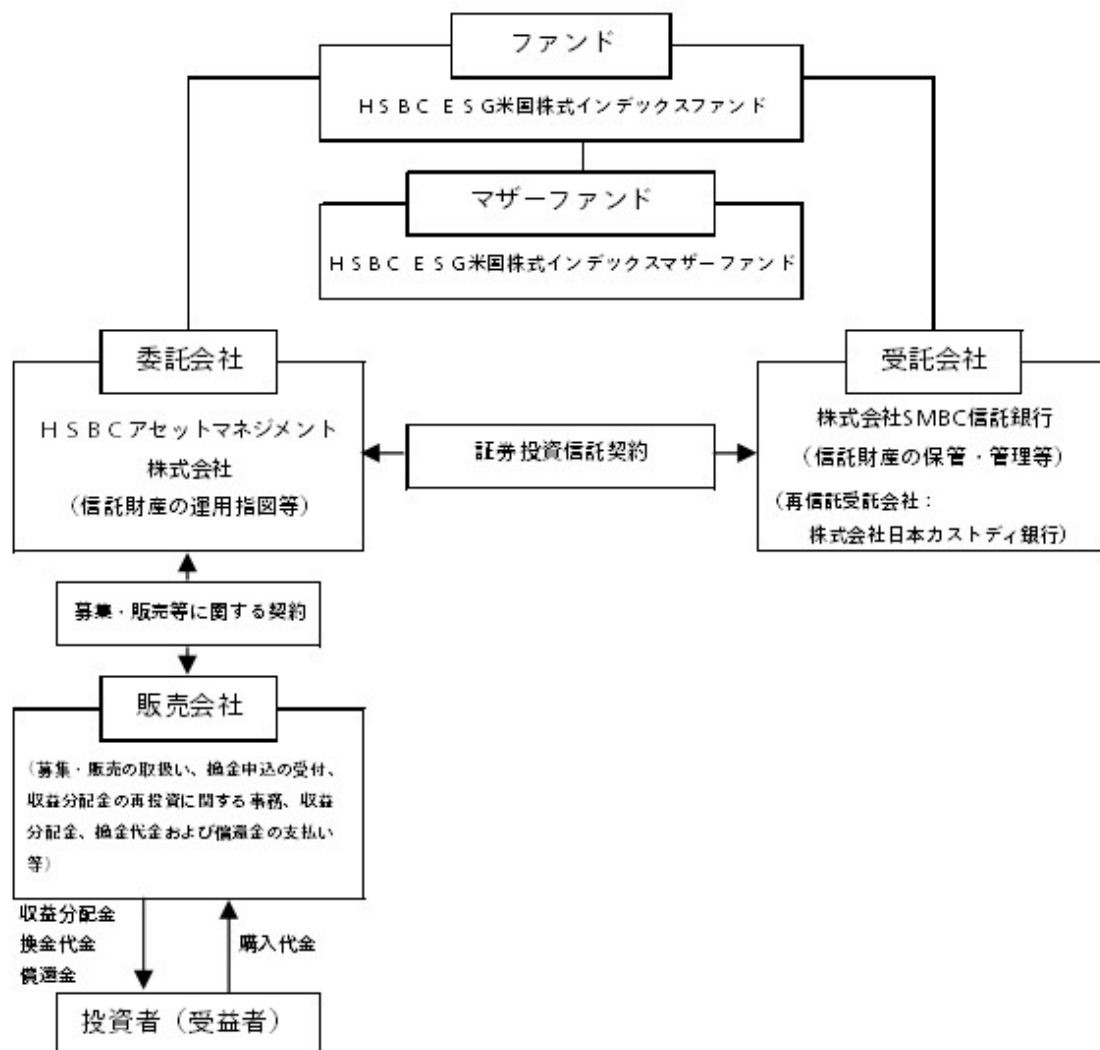 ファンド
ＨＳＢＣ ＥＳＧ米国株式インデックスファンド
マザーファンド
ＨＳＢＣ ＥＳＧ米国株式インデックスマザーファンド
委託会社
ＨＳＢＣアセットマネジメント
株式会社
（信託財産の運用指図等）
証券投資信託契約
受託会社
株式会社SMBC信託銀行
（信託財産の保管・管理等）
（再信託受託会社：
株式会社日本カストディ銀行）
募集・販売等に関する契約
販売会社
（募集・販売の取扱い、換金申込の受付、
収益分配金の再投資に関する事務、収益
分配金、換金代金および償還金の支払い
等）
収益分配金
換金代金
償還金
購入代金
投資者（受益者）